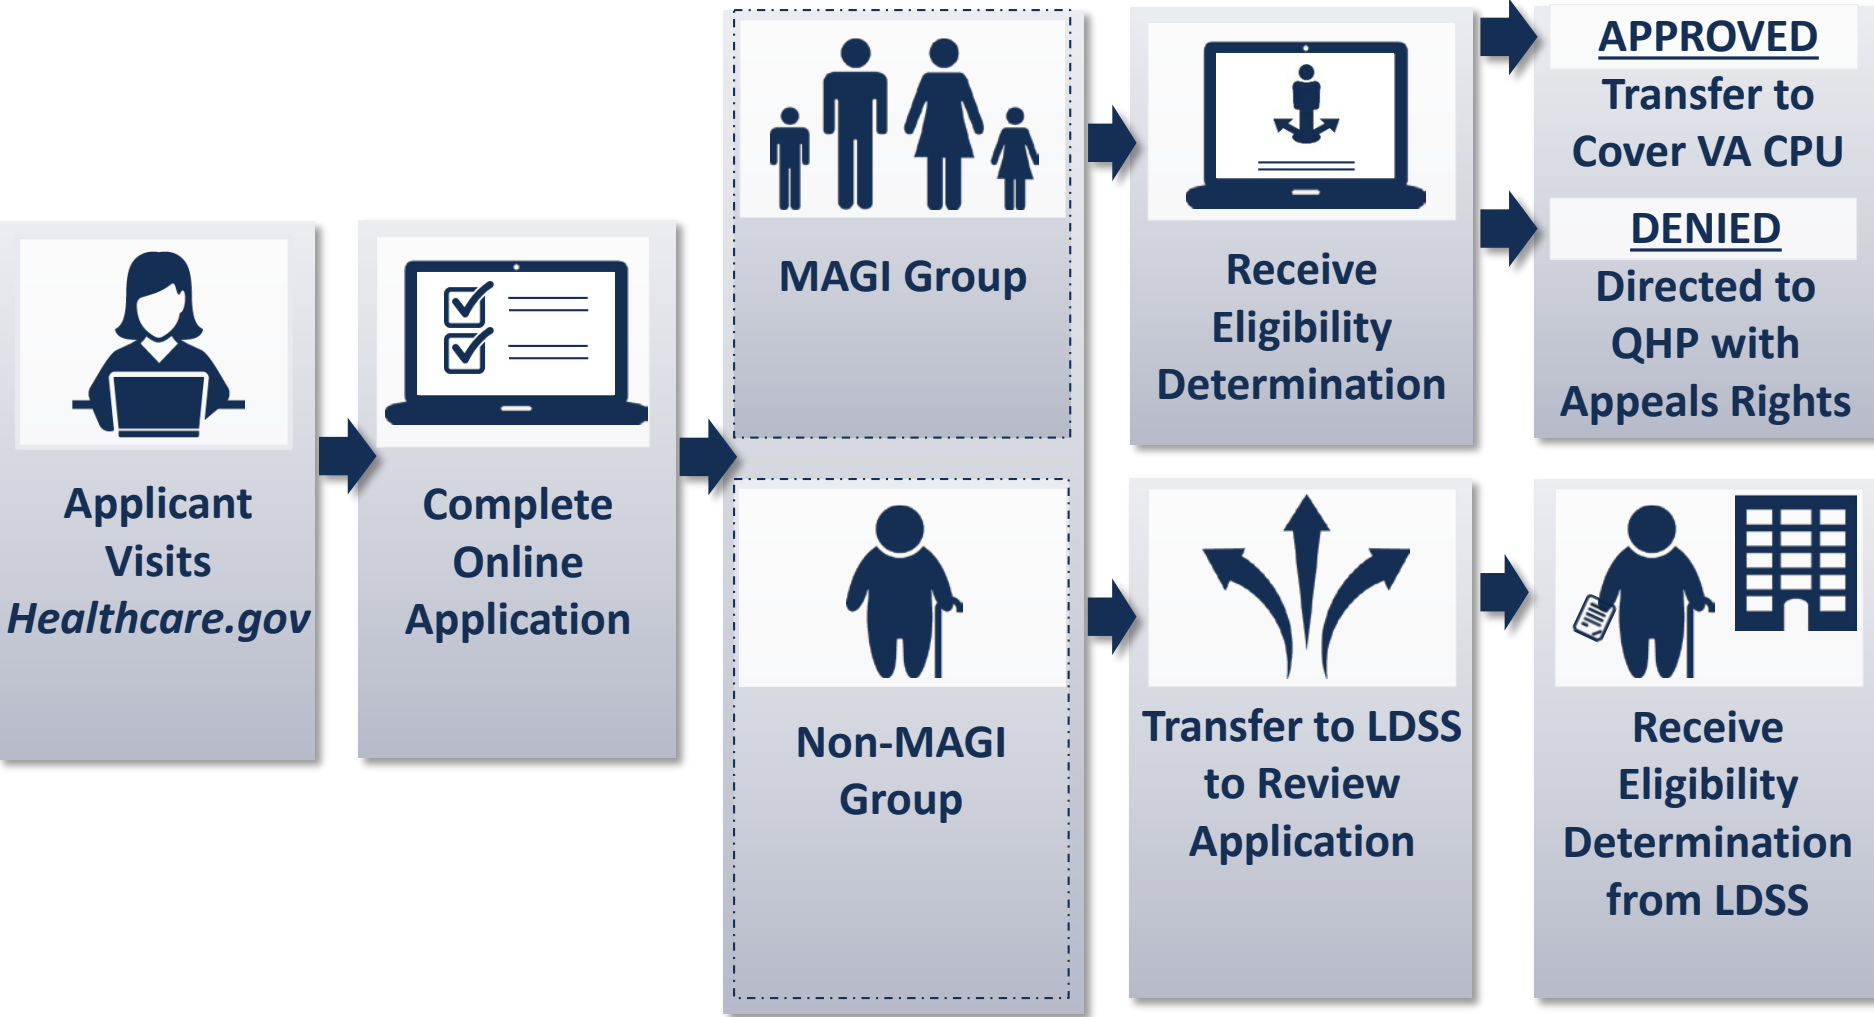 Applicant
Visits
Healthcare.gov
Complete
Online
Application
MAGI Group
Receive
Eligibility
Determination
APPROVED
Transfer to
Cover VA CPU
DENIED
Directed to
QHP with
Appeals Rights
Non-MAGI
Group
Transfer to LDSS
to Review
Application
Receive
Eligibility
Determination
from LDSS